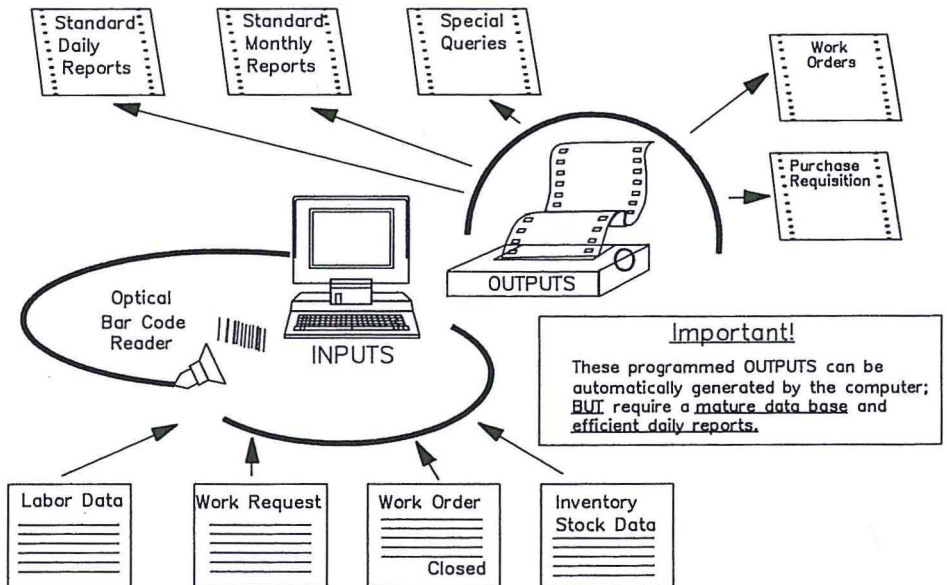 Standard
Daily
Reports
Standard
Monthly
Reports
Special
Queries
Work
Orders
Purchase
Requisition
OUTPUTS
Optical
Bar Code
Reader
INPUTS
Important!
These programmed OUTPUTS can be
automatically generated by the computer;
BUT require a mature data base and
efficient daily reports.
Labor Data
Work Request
Work Order
Closed
Inventory
Stock Data